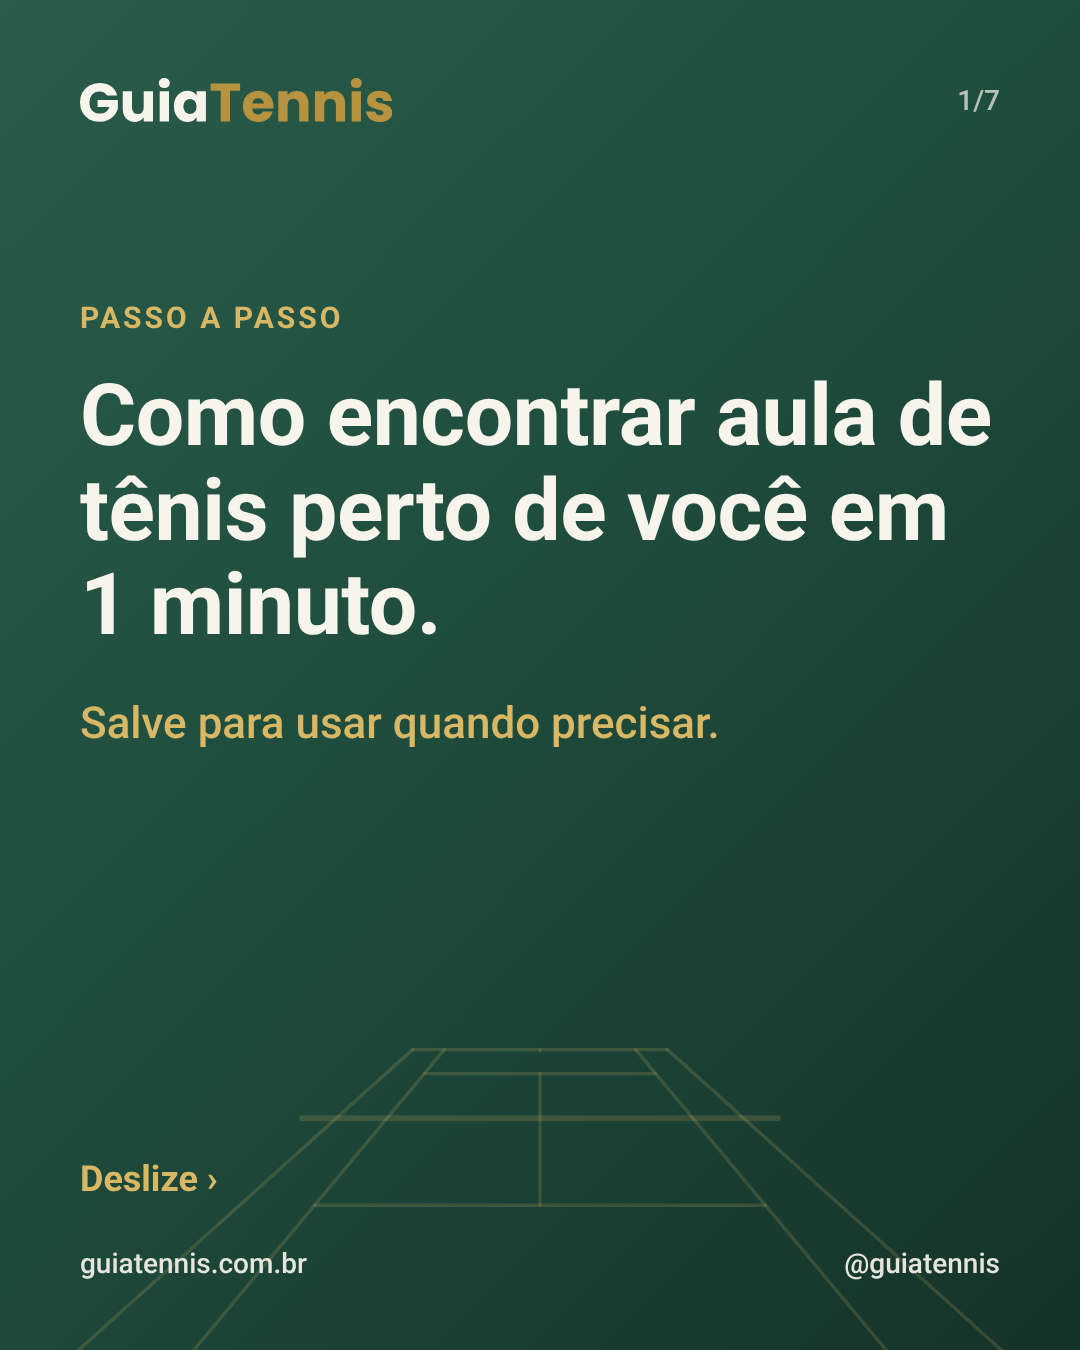 GuiaTennis
1/7
PASSO A PASSO
Como encontrar aula de
tênis perto de você em
1 minuto.
Salve para usar quando precisar.
Deslize ›
guiatennis.com.br
@guiatennis